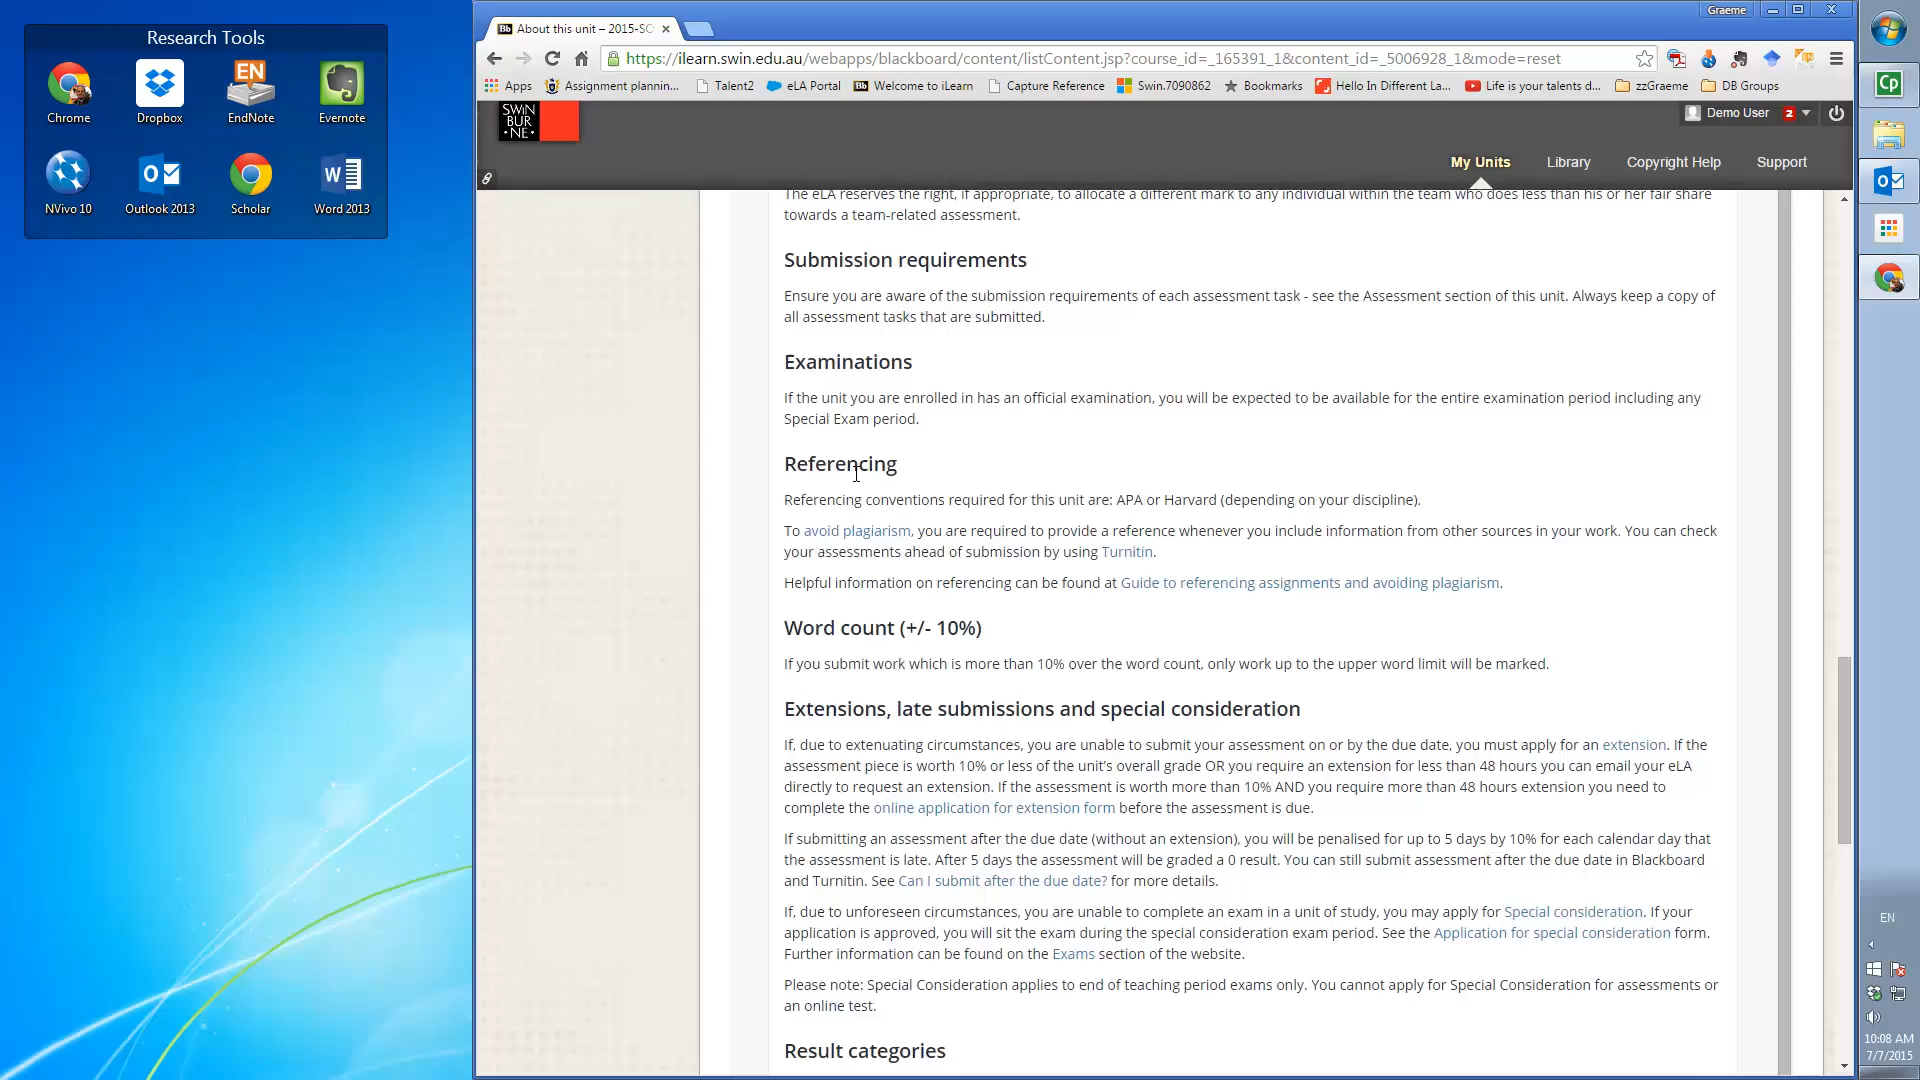 Research Tools
Chrome
Dropbox
EN
EndNote
Evernote
NVivo 10
Outlook 2013
Scholar
Word 2013
Graeme
Bb About this unit – 2015-SO
https://ilearn.swin.edu.au/webapps/blackboard/content/listContent.jsp?course_id=_165391_1&content_id=_5006928_1&mode=reset
Apps Assignment plannin... Talent2 eLA Portal Bb Welcome to iLearn Capture Reference Swin.7090862 Bookmarks Hello In Different La... Life is your talents d... zzGraeme DB Groups
SWIN
BUR
• NE •
Demo User 2
My Units Library Copyright Help Support
The eLA reserves the right, if appropriate, to allocate a different mark to any individual within the team who does less than his or her fair share
towards a team-related assessment.
Submission requirements
Ensure you are aware of the submission requirements of each assessment task - see the Assessment section of this unit. Always keep a copy of
all assessment tasks that are submitted.
Examinations
If the unit you are enrolled in has an official examination, you will be expected to be available for the entire examination period including any
Special Exam period.
Referencing
Referencing conventions required for this unit are: APA or Harvard (depending on your discipline).
To avoid plagiarism, you are required to provide a reference whenever you include information from other sources in your work. You can check
your assessments ahead of submission by using Turnitin.
Helpful information on referencing can be found at Guide to referencing assignments and avoiding plagiarism.
Word count (+/- 10%)
If you submit work which is more than 10% over the word count, only work up to the upper word limit will be marked.
Extensions, late submissions and special consideration
If, due to extenuating circumstances, you are unable to submit your assessment on or by the due date, you must apply for an extension. If the
assessment piece is worth 10% or less of the unit's overall grade OR you require an extension for less than 48 hours you can email your eLA
directly to request an extension. If the assessment is worth more than 10% AND you require more than 48 hours extension you need to
complete the online application for extension form before the assessment is due.
If submitting an assessment after the due date (without an extension), you will be penalised for up to 5 days by 10% for each calendar day that
the assessment is late. After 5 days the assessment will be graded a 0 result. You can still submit assessment after the due date in Blackboard
and Turnitin. See Can I submit after the due date? for more details.
If, due to unforeseen circumstances, you are unable to complete an exam in a unit of study, you may apply for Special consideration. If your
application is approved, you will sit the exam during the special consideration exam period. See the Application for special consideration form.
Further information can be found on the Exams section of the website.
Please note: Special Consideration applies to end of teaching period exams only. You cannot apply for Special Consideration for assessments or
an online test.
Result categories
Cp
EN
10:08 AM
7/7/2015